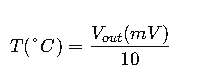 T(°C) = V_out(mV) / 10